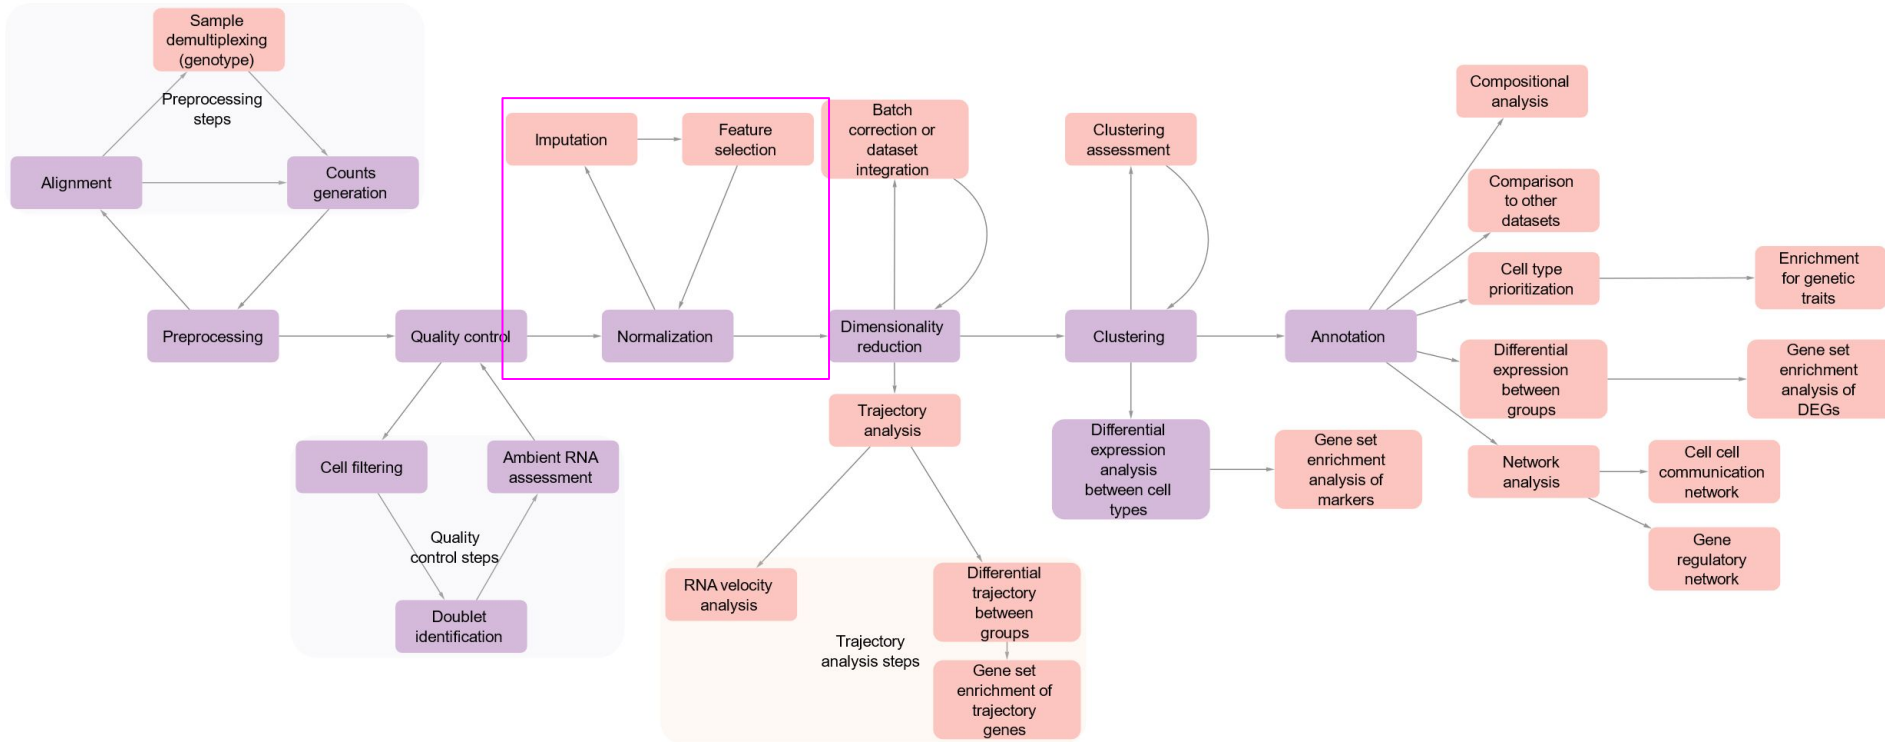 Sample
demultiplexing
(genotype)
Preprocessing
steps
Alignment
Counts
generation
Preprocessing
Quality control
Cell filtering
Ambient RNA
assessment
Quality
control steps
Doublet
identification
Imputation
Feature
selection
Normalization
Batch
correction or
dataset
integration
Dimensionality
reduction
Trajectory
analysis
RNA velocity
analysis
Differential
trajectory
between
groups
Trajectory
analysis steps
Gene set
enrichment of
trajectory
genes
Clustering
assessment
Clustering
Differential
expression
analysis
between cell
types
Gene set
enrichment
analysis of
markers
Annotation
Compositional
analysis
Comparison
to other
datasets
Cell type
prioritization
Enrichment
for genetic
traits
Differential
expression
between
groups
Gene set
enrichment
analysis of
DEGs
Network
analysis
Cell cell
communication
network
Gene
regulatory
network